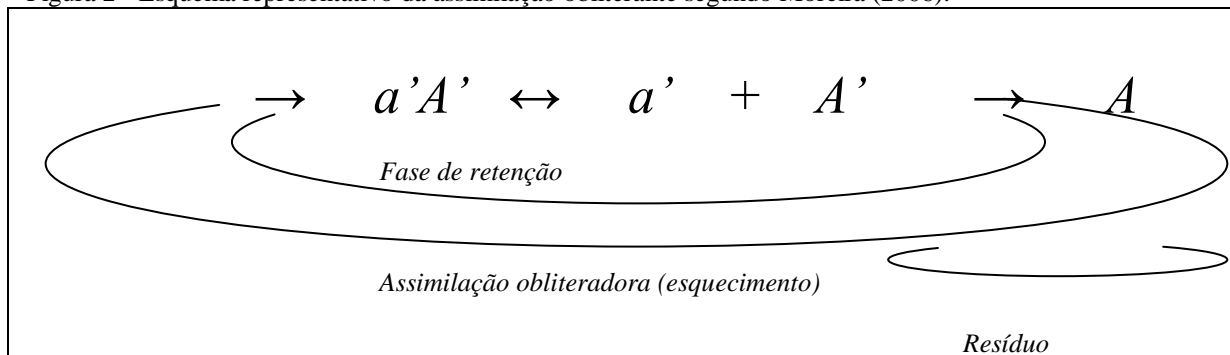 Figura 2 - Esquema representativo da assimilação obliterante segundo Moreira (2006).
→ a’A’ ↔ a’ + A’ → A
Fase de retenção
Assimilação obliteradora (esquecimento)
Resíduo